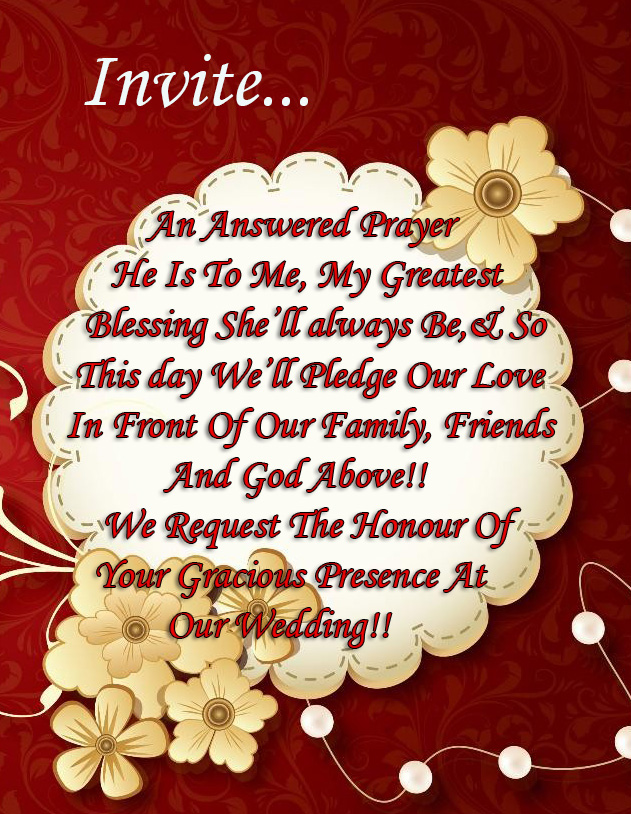 Invite...
An Answered Prayer
He Is To Me, My Greatest
Blessing She'll always Be,& So
This day We'll Pledge Our Love
In Front Of Our Family, Friends
And God Above!!
We Request The Honour Of
Your Gracious Presence At
Our Wedding!!